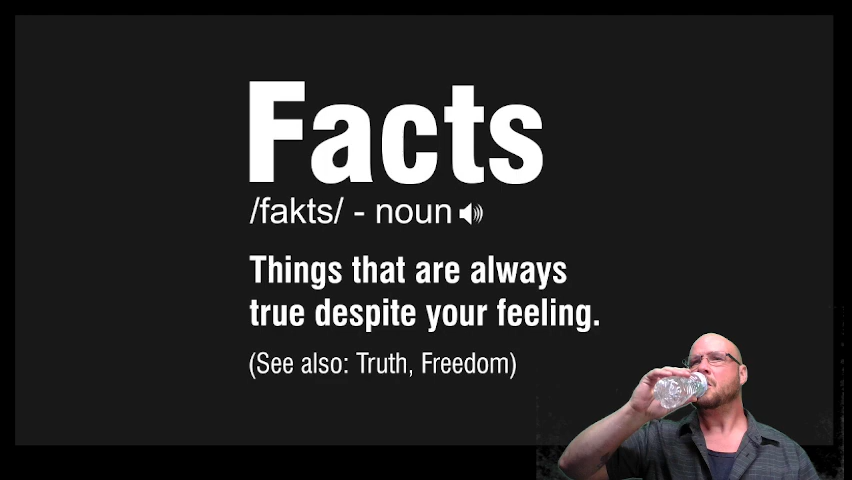 Facts
/fakts/ - noun
Things that are always
true despite your feeling.
(See also: Truth, Freedom)